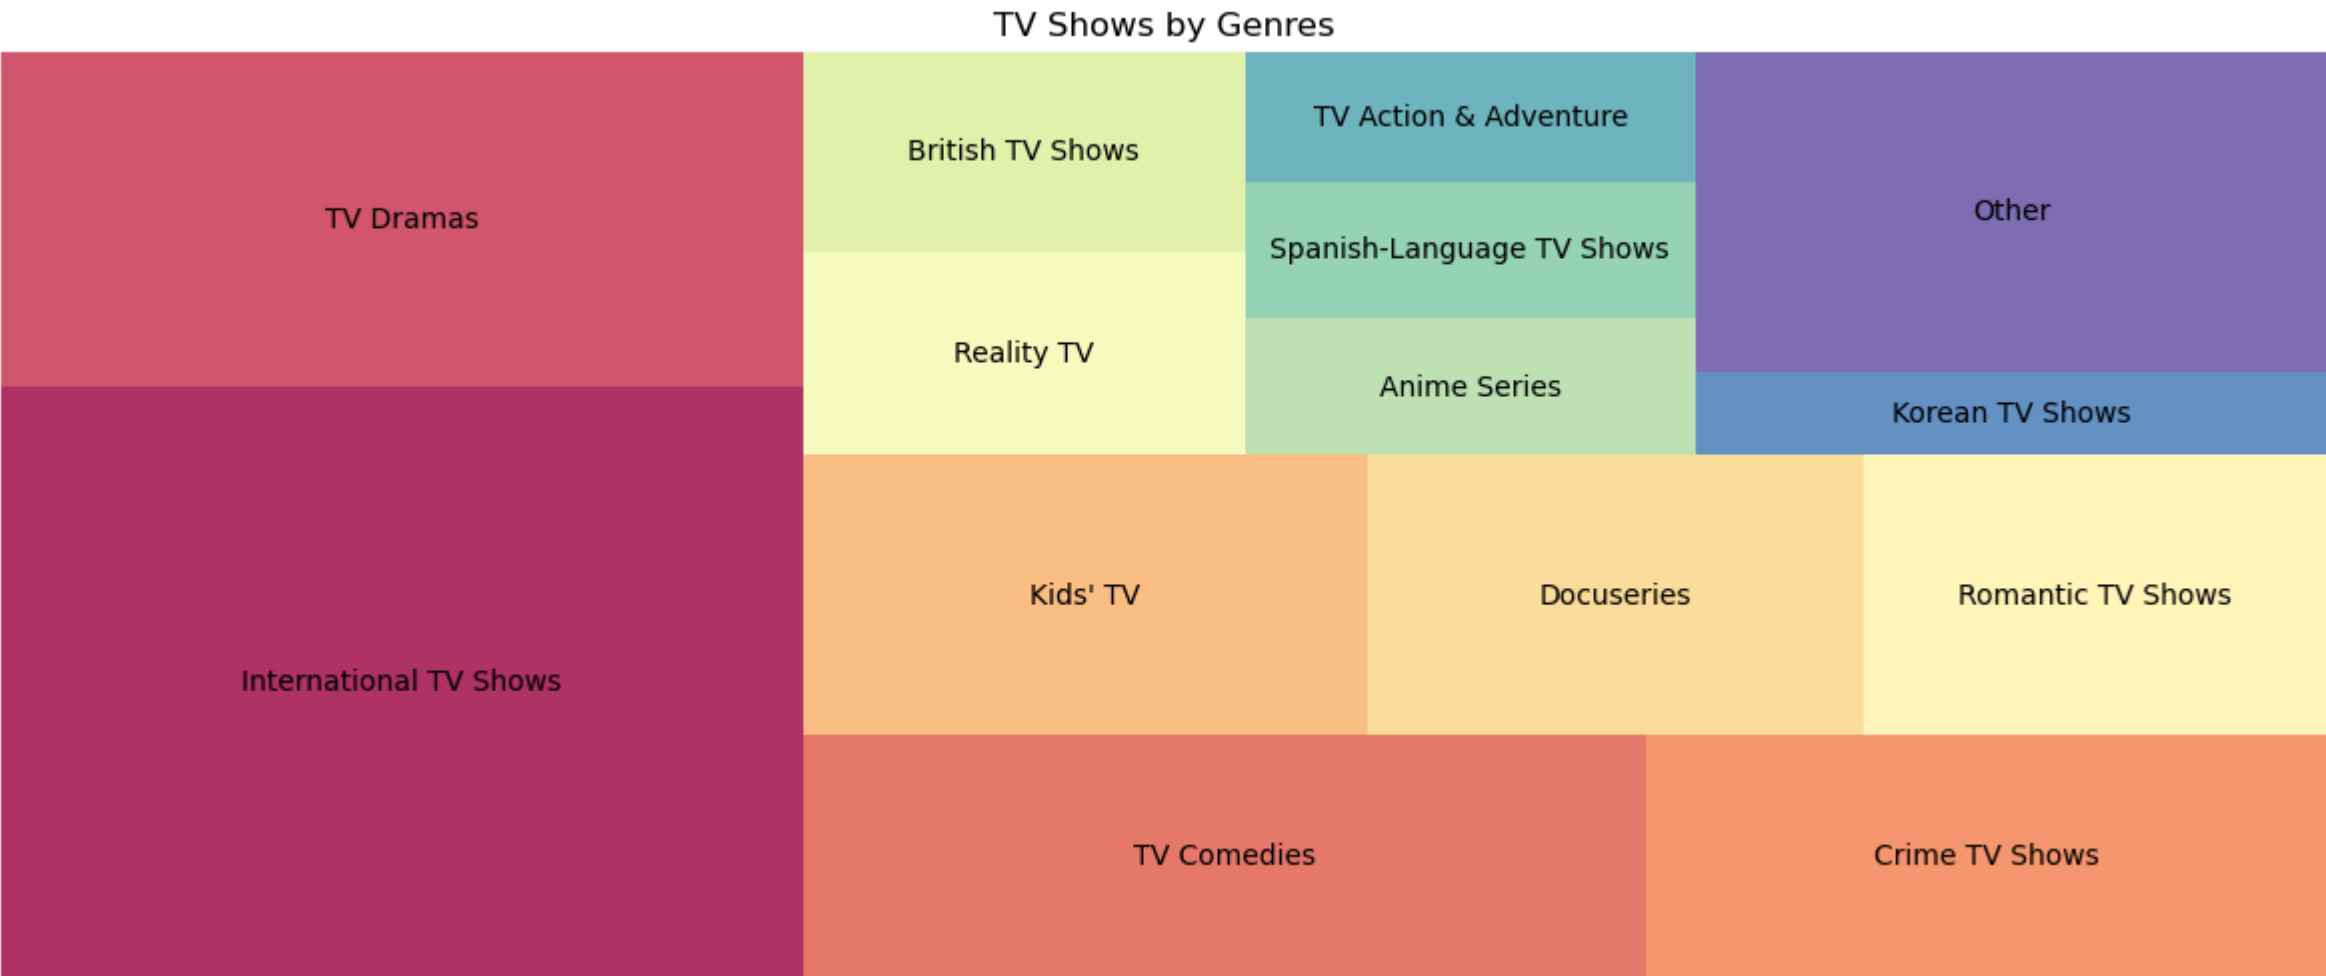 TV Shows by Genres
TV Dramas
International TV Shows
British TV Shows
Reality TV
TV Action & Adventure
Spanish-Language TV Shows
Anime Series
Other
Korean TV Shows
Kids' TV
Docuseries
Romantic TV Shows
TV Comedies
Crime TV Shows